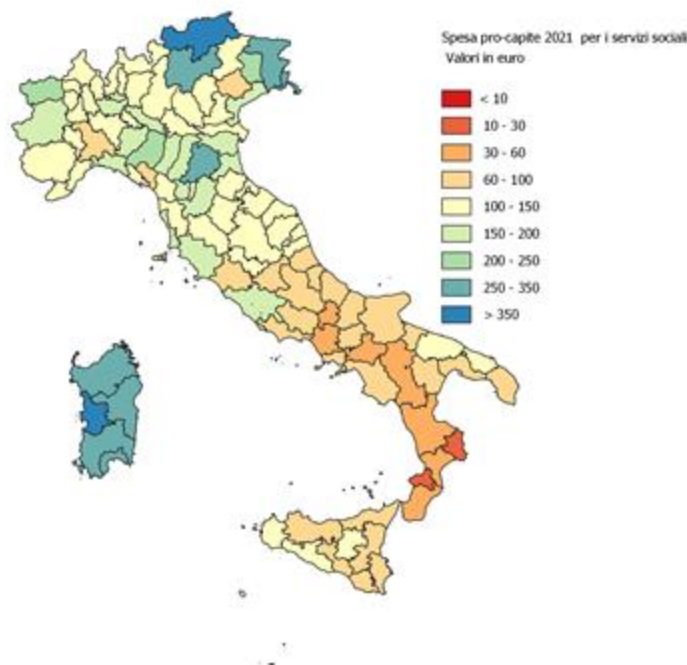 Spesa pro-capite 2021 per i servizi sociali
Valori in euro
< 10
10 - 30
30 - 60
60 - 100
100 - 150
150 - 200
200 - 250
250 - 350
> 350